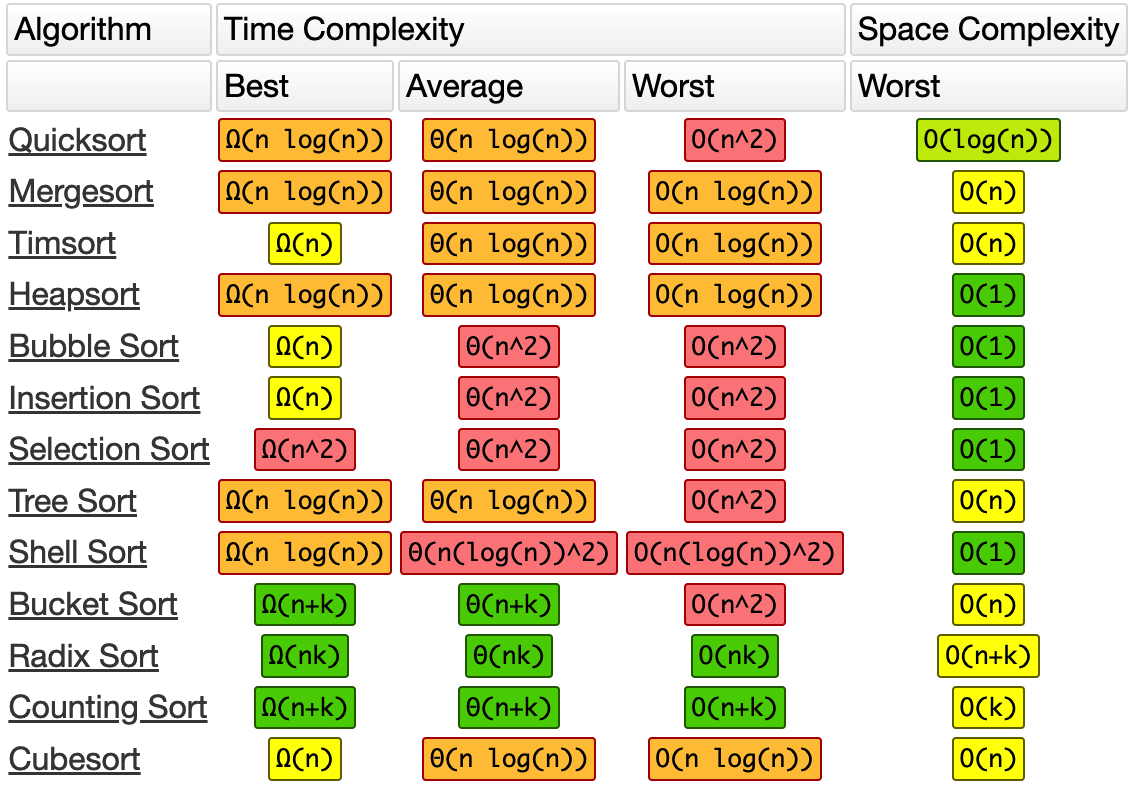 Algorithm Time Complexity Space Complexity
Best Average Worst Worst
Quicksort Ω(n log(n)) Θ(n log(n)) O(n^2) O(log(n))
Mergesort Ω(n log(n)) Θ(n log(n)) O(n log(n)) O(n)
Timsort Ω(n) Θ(n log(n)) O(n log(n)) O(n)
Heapsort Ω(n log(n)) Θ(n log(n)) O(n log(n)) O(1)
Bubble Sort Ω(n) Θ(n^2) O(n^2) O(1)
Insertion Sort Ω(n) Θ(n^2) O(n^2) O(1)
Selection Sort Ω(n^2) Θ(n^2) O(n^2) O(1)
Tree Sort Ω(n log(n)) Θ(n log(n)) O(n^2) O(n)
Shell Sort Ω(n log(n)) Θ(n(log(n))^2) O(n(log(n))^2) O(1)
Bucket Sort Ω(n+k) Θ(n+k) O(n^2) O(n)
Radix Sort Ω(nk) Θ(nk) O(nk) O(n+k)
Counting Sort Ω(n+k) Θ(n+k) O(n+k) O(k)
Cubesort Ω(n) Θ(n log(n)) O(n log(n)) O(n)